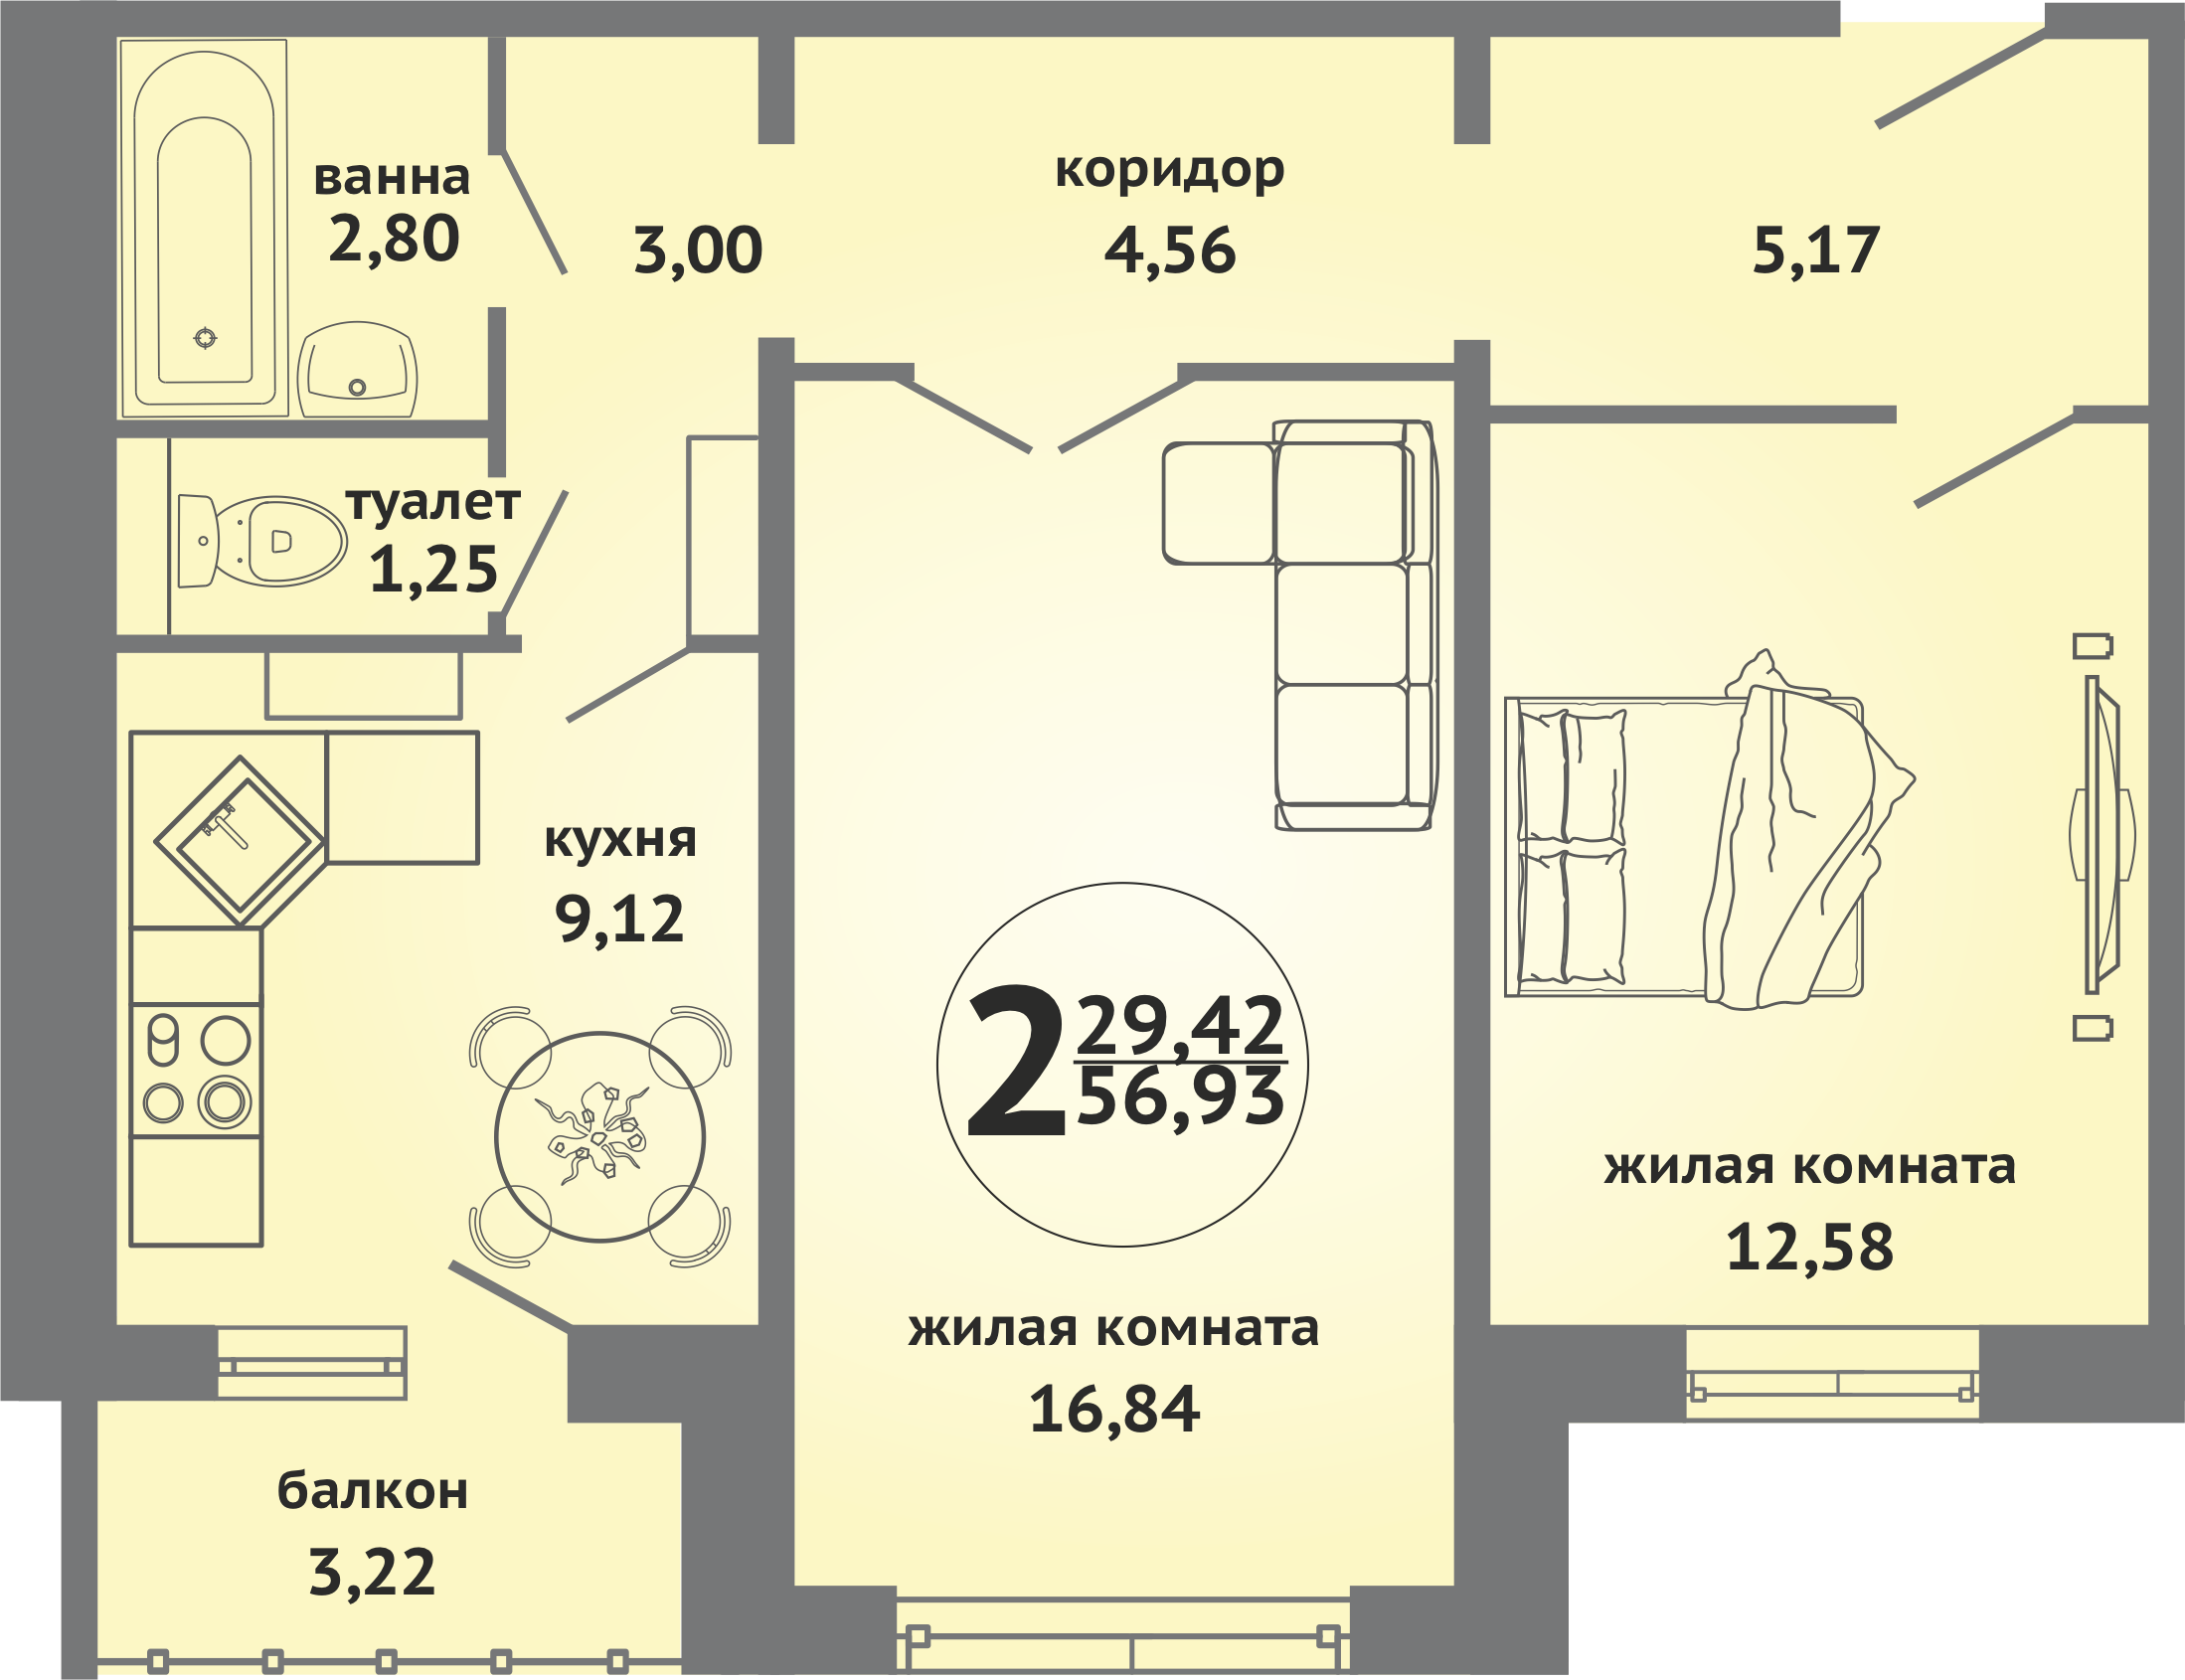 ванна
2,80
3,00
коридор
4,56
5,17
туалет
1,25
кухня
9,12
2
29,42
56,93
жилая комната
12,58
жилая комната
16,84
балкон
3,22